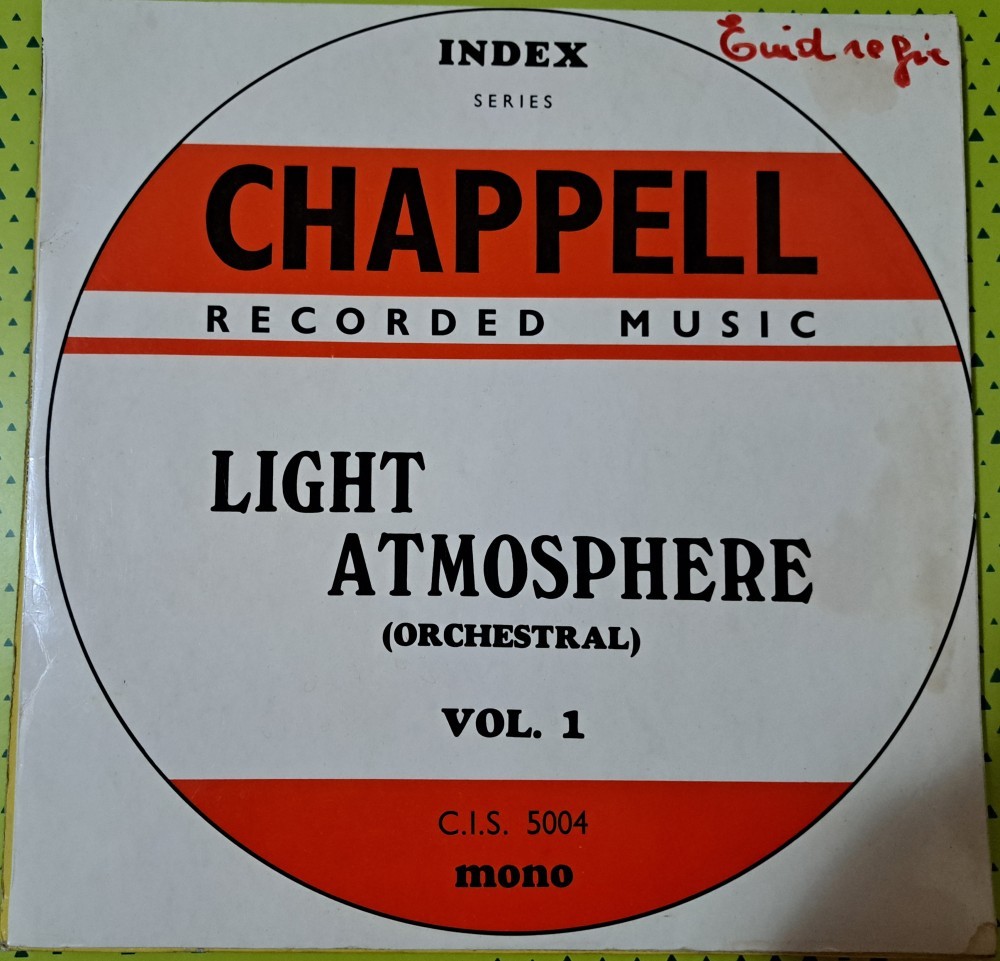 INDEX
SERIES
CHAPPELL
RECORDED MUSIC
LIGHT
ATMOSPHERE
(ORCHESTRAL)
VOL. 1
C.I.S. 5004
mono